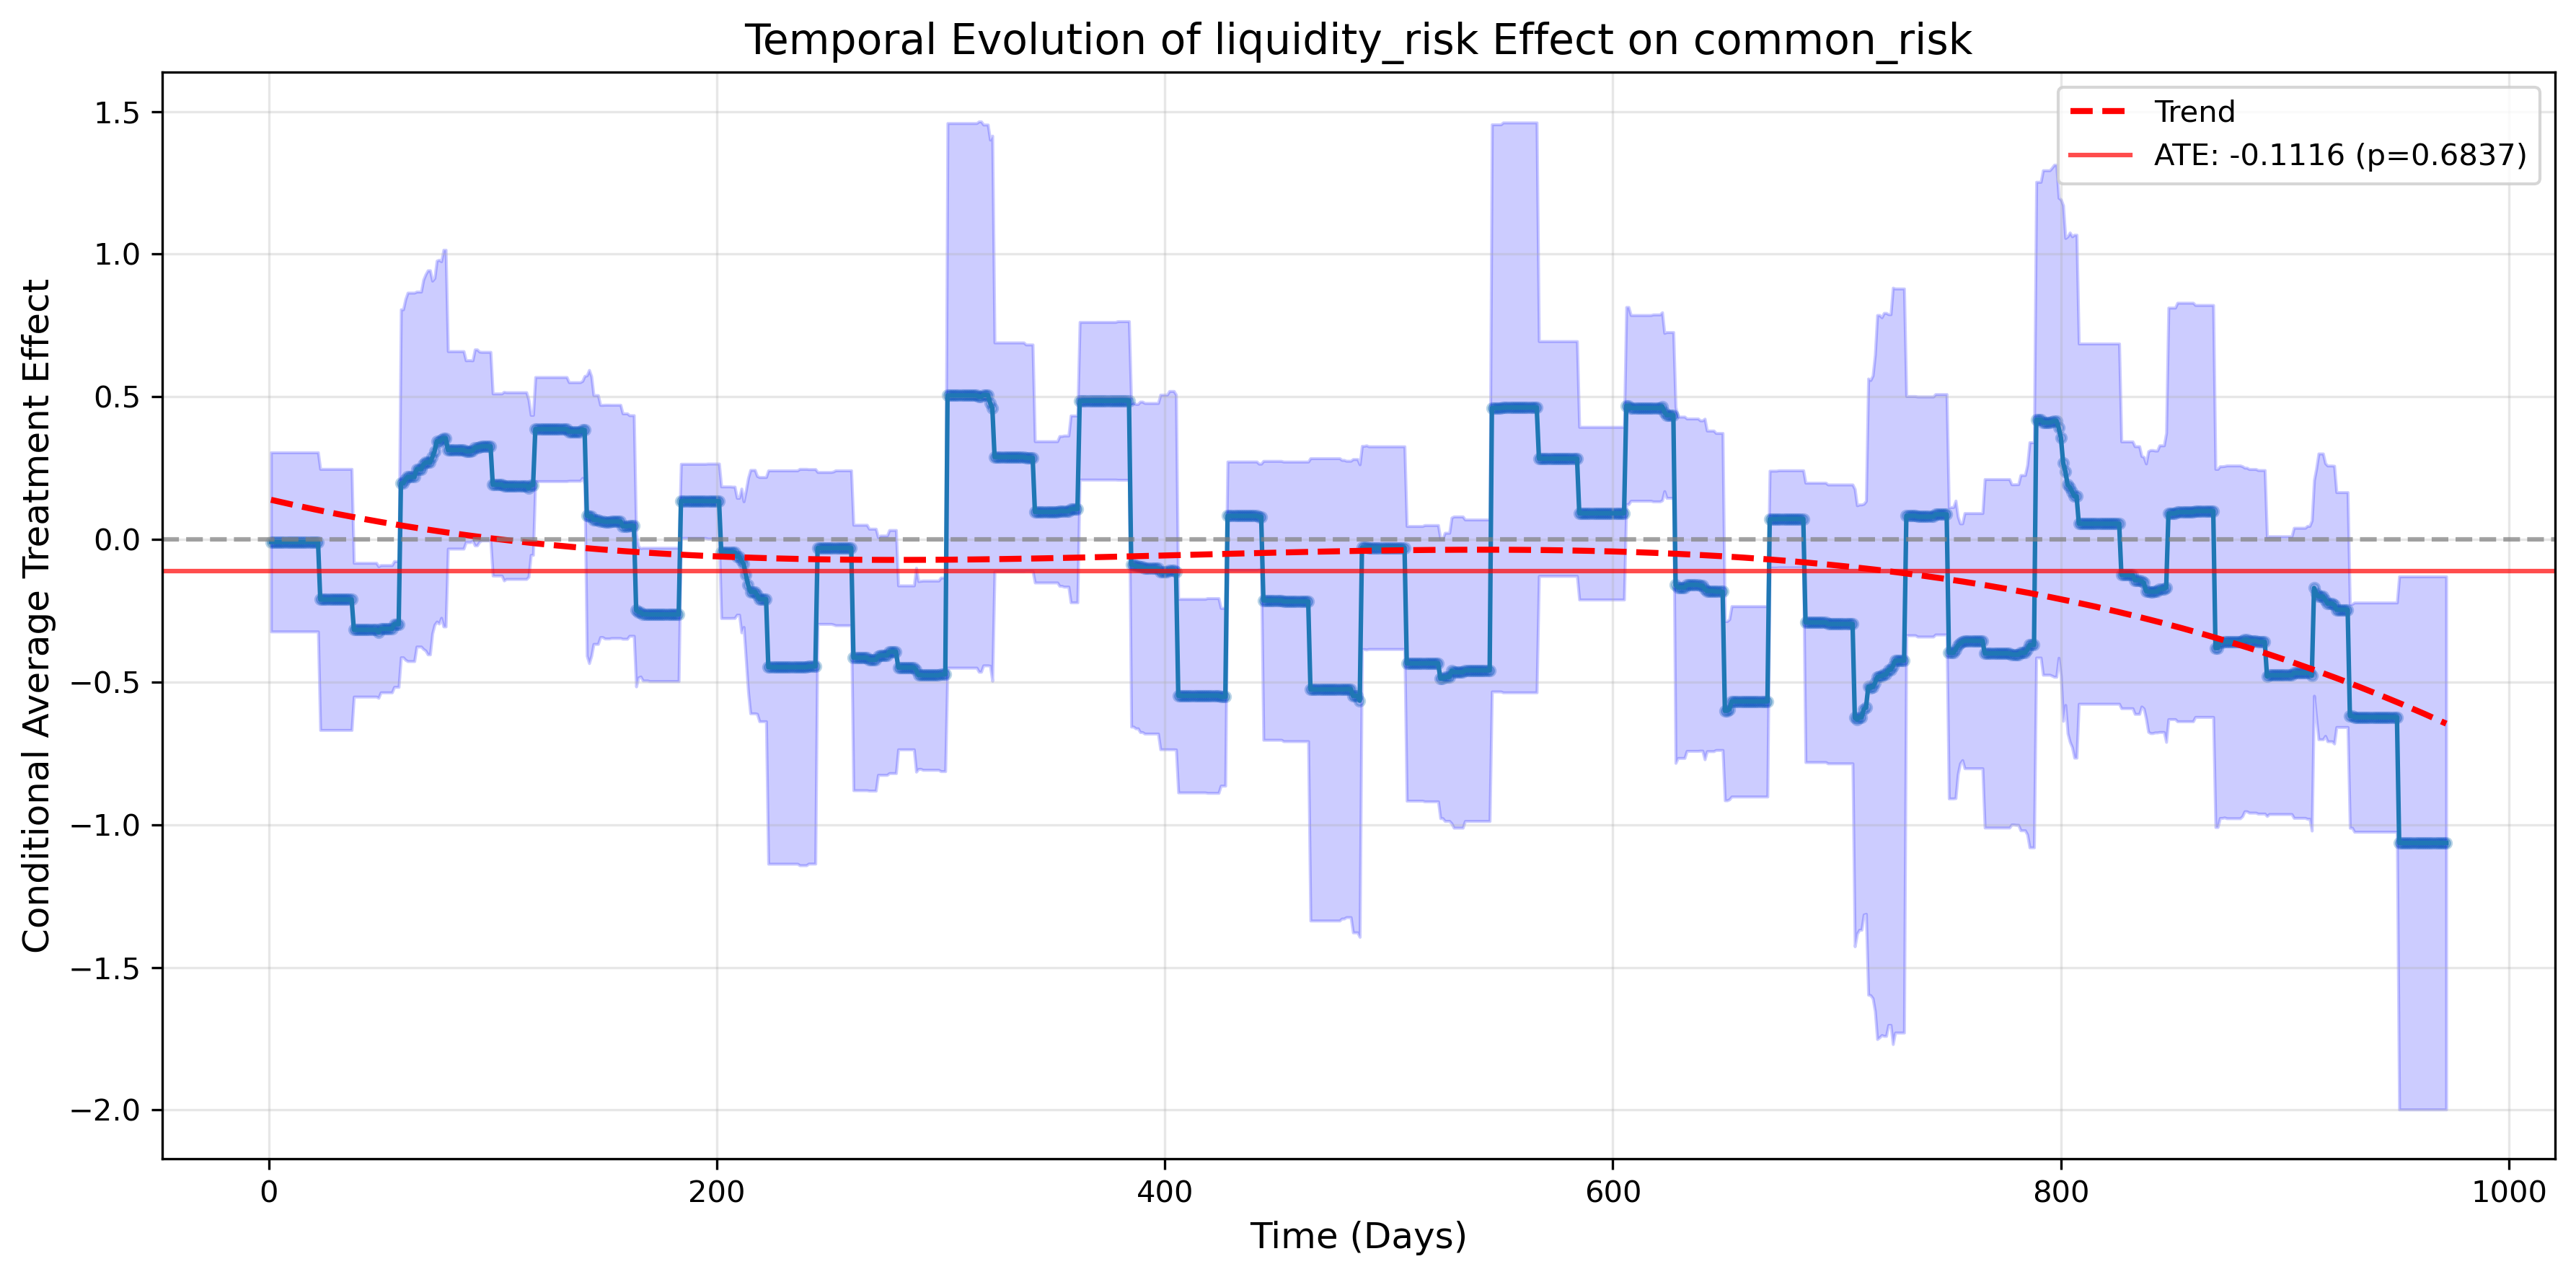 Temporal Evolution of liquidity_risk Effect on common_risk
Trend
ATE: -0.1116 (p=0.6837)
Conditional Average Treatment Effect
1.5
1.0
0.5
0.0
−0.5
−1.0
−1.5
−2.0
0 200 400 600 800 1000
Time (Days)